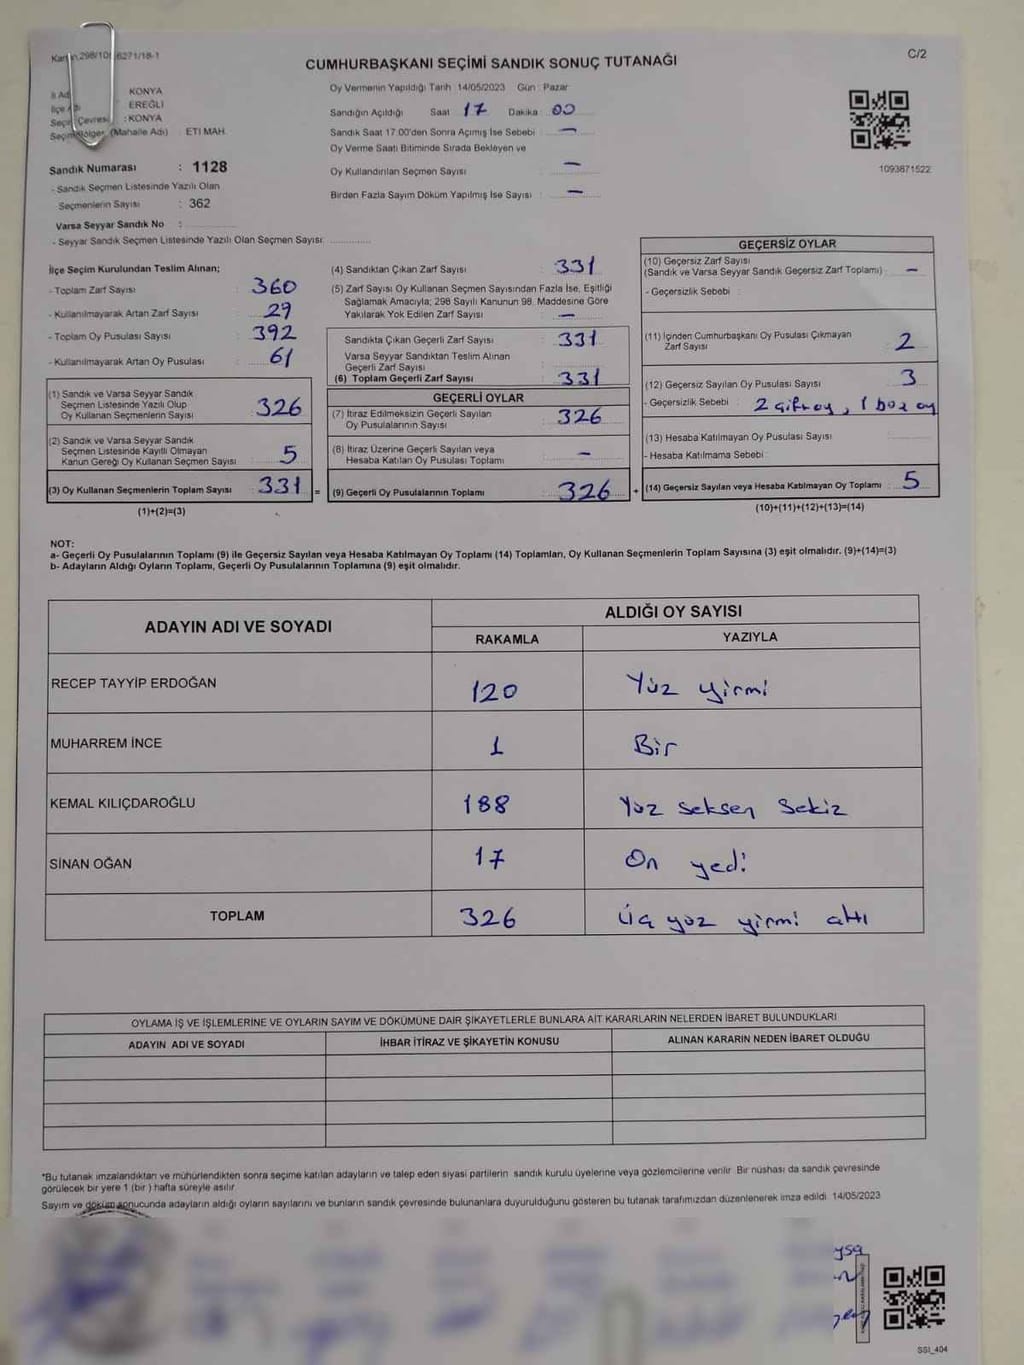 C/2
CUMHURBAŞKANI SEÇİMİ SANDIK SONUÇ TUTANAĞI
KONYA
EREĞLİ
: KONYA
(Mahalle Adı) : ETİ MAH.
Sandık Numarası : 1128
- Sandık Seçmen Listesinde Yazılı Olan
Seçmenlerin Sayısı : 362
Varsa Seyyar Sandık No :
- Seyyar Sandık Seçmen Listesinde Yazılı Olan Seçmen Sayısı:
Oy Vermenin Yapıldığı Tarih 14/05/2023 Gün : Pazar
Sandığın Açıldığı Saat 17 Dakika 00
Sandık Saat 17.00'den Sonra Açımış İse Sebebi : —
Oy Verme Saati Bitiminde Sırada Bekleyen ve
Oy Kullandırılan Seçmen Sayısı : —
Birden Fazla Sayım Döküm Yapılmış İse Sayısı : —
1093871522
İlçe Seçim Kurulundan Teslim Alınan;
- Toplam Zarf Sayısı : 360
- Kullanılmayarak Artan Zarf Sayısı : 29
- Toplam Oy Pusulası Sayısı : 392
- Kullanılmayarak Artan Oy Pusulası : 61
(1) Sandık ve Varsa Seyyar Sandık
Seçmen Listesinde Yazılı Olup
Oy Kullanan Seçmenlerin Sayısı : 326
(2) Sandık ve Varsa Seyyar Sandık
Seçmen Listesinde Kayıtlı Olmayan
Kanun Gereği Oy Kullanan Seçmen Sayısı : 5
(3) Oy Kullanan Seçmenlerin Toplam Sayısı : 331 =
(1)+(2)=(3)
(4) Sandıktan Çıkan Zarf Sayısı : 331
(5) Zarf Sayısı Oy Kullanan Seçmen Sayısından Fazla İse, Eşitliği
Sağlamak Amacıyla; 298 Sayılı Kanunun 98. Maddesine Göre
Yakılarak Yok Edilen Zarf Sayısı : —
Sandıkta Çıkan Geçerli Zarf Sayısı : 331
Varsa Seyyar Sandıktan Teslim Alınan
Geçerli Zarf Sayısı :
(6) Toplam Geçerli Zarf Sayısı : 331
GEÇERLİ OYLAR
(7) İtiraz Edilmeksizin Geçerli Sayılan
Oy Pusulalarının Sayısı : 326
(8) İtiraz Üzerine Geçerli Sayılan veya
Hesaba Katılan Oy Pusulası Toplamı : —
(9) Geçerli Oy Pusulalarının Toplamı : 326 +
GEÇERSİZ OYLAR
(10) Geçersiz Zarf Sayısı
(Sandık ve Varsa Seyyar Sandık Geçersiz Zarf Toplamı) : —
- Geçersizlik Sebebi :
(11) İçinden Cumhurbaşkanı Oy Pusulası Çıkmayan
Zarf Sayısı : 2
(12) Geçersiz Sayılan Oy Pusulası Sayısı : 3
- Geçersizlik Sebebi : 2 çift oy, 1 boz oy
(13) Hesaba Katılmayan Oy Pusulası Sayısı :
- Hesaba Katılmama Sebebi :
(14) Geçersiz Sayılan veya Hesaba Katılmayan Oy Toplamı : 5
(10)+(11)+(12)+(13)=(14)
NOT:
a- Geçerli Oy Pusulalarının Toplamı (9) ile Geçersiz Sayılan veya Hesaba Katılmayan Oy Toplamı (14) Toplamları, Oy Kullanan Seçmenlerin Toplam Sayısına (3) eşit olmalıdır. (9)+(14)=(3)
b- Adayların Aldığı Oyların Toplamı, Geçerli Oy Pusulalarının Toplamına (9) eşit olmalıdır.
ADAYIN ADI VE SOYADI ALDIĞI OY SAYISI
RAKAMLA YAZIYLA
RECEP TAYYİP ERDOĞAN 120 Yüz yirmi
MUHARREM İNCE 1 Bir
KEMAL KILIÇDAROĞLU 188 Yüz seksen sekiz
SİNAN OĞAN 17 On yedi
TOPLAM 326 Üç yüz yirmi altı
OYLAMA İŞ VE İŞLEMLERİNE VE OYLARIN SAYIM VE DÖKÜMÜNE DAİR ŞİKAYETLERLE BUNLARA AİT KARARLARIN NELERDEN İBARET BULUNDUKLARI
ADAYIN ADI VE SOYADI İHBAR İTİRAZ VE ŞİKAYETİN KONUSU ALINAN KARARIN NEDEN İBARET OLDUĞU
*Bu tutanak imzalandıktan ve mühürlendikten sonra seçime katılan adayların ve talep eden siyasi partilerin sandık kurulu üyelerine veya gözlemcilerine verilir. Bir nüshası da sandık çevresinde
görülecek bir yere 1 (bir ) hafta süreyle asılır.
Sayım ve döküm sonucunda adayların aldığı oyların sayılarını ve bunların sandık çevresinde bulunanlara duyurulduğunu gösteren bu tutanak tarafımızdan düzenlenerek imza edildi. 14/05/2023
SSI_404